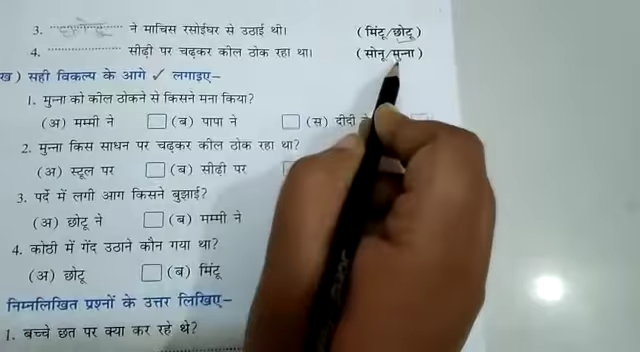 3. ............ ने माचिस रसोईघर से उठाई थी। (मिंटू/छोटू)
4. ............ सीढ़ी पर चढ़कर कील ठोक रहा था। (सोनू/मुन्ना)
ख) सही विकल्प के आगे ✓ लगाइए–
1. मुन्ना को कील ठोकने से किसने मना किया?
(अ) मम्मी ने (ब) पापा ने (स) दीदी
2. मुन्ना किस साधन पर चढ़कर कील ठोक रहा था?
(अ) स्टूल पर (ब) सीढ़ी पर
3. पर्दे में लगी आग किसने बुझाई?
(अ) छोटू ने (ब) मम्मी ने
4. कोठी में गेंद उठाने कौन गया था?
(अ) छोटू (ब) मिंटू
निम्नलिखित प्रश्नों के उत्तर लिखिए–
1. बच्चे छत पर क्या कर रहे थे?